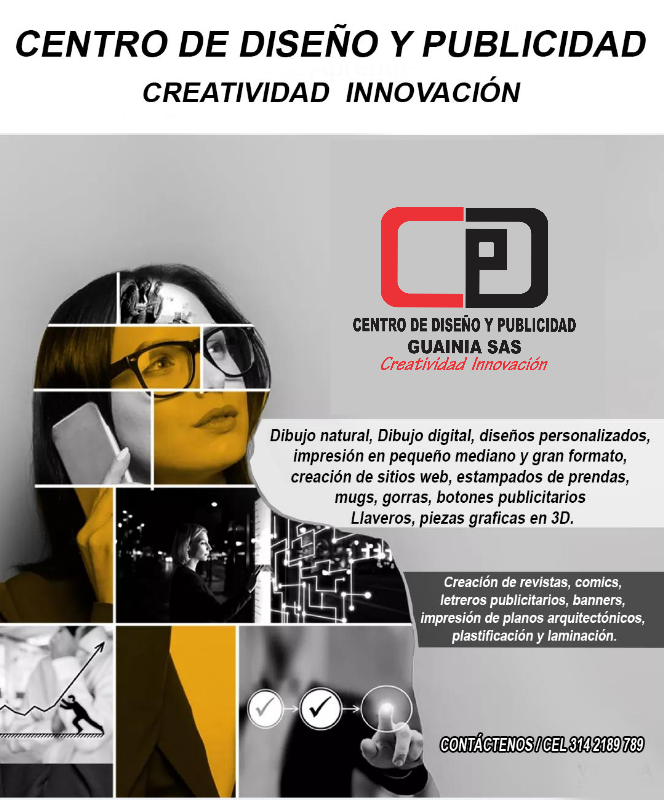 CENTRO DE DISEÑO Y PUBLICIDAD
CREATIVIDAD INNOVACIÓN
CPD
CENTRO DE DISEÑO Y PUBLICIDAD
GUAINIA SAS
Creatividad Innovación
Dibujo natural, Dibujo digital, diseños personalizados,
impresión en pequeño mediano y gran formato,
creación de sitios web, estampados de prendas,
mugs, gorras, botones publicitarios
Llaveros, piezas graficas en 3D.
Creación de revistas, comics,
letreros publicitarios, banners,
impresión de planos arquitectónicos,
plastificación y laminación.
CONTÁCTENOS / CEL 314 2189 789